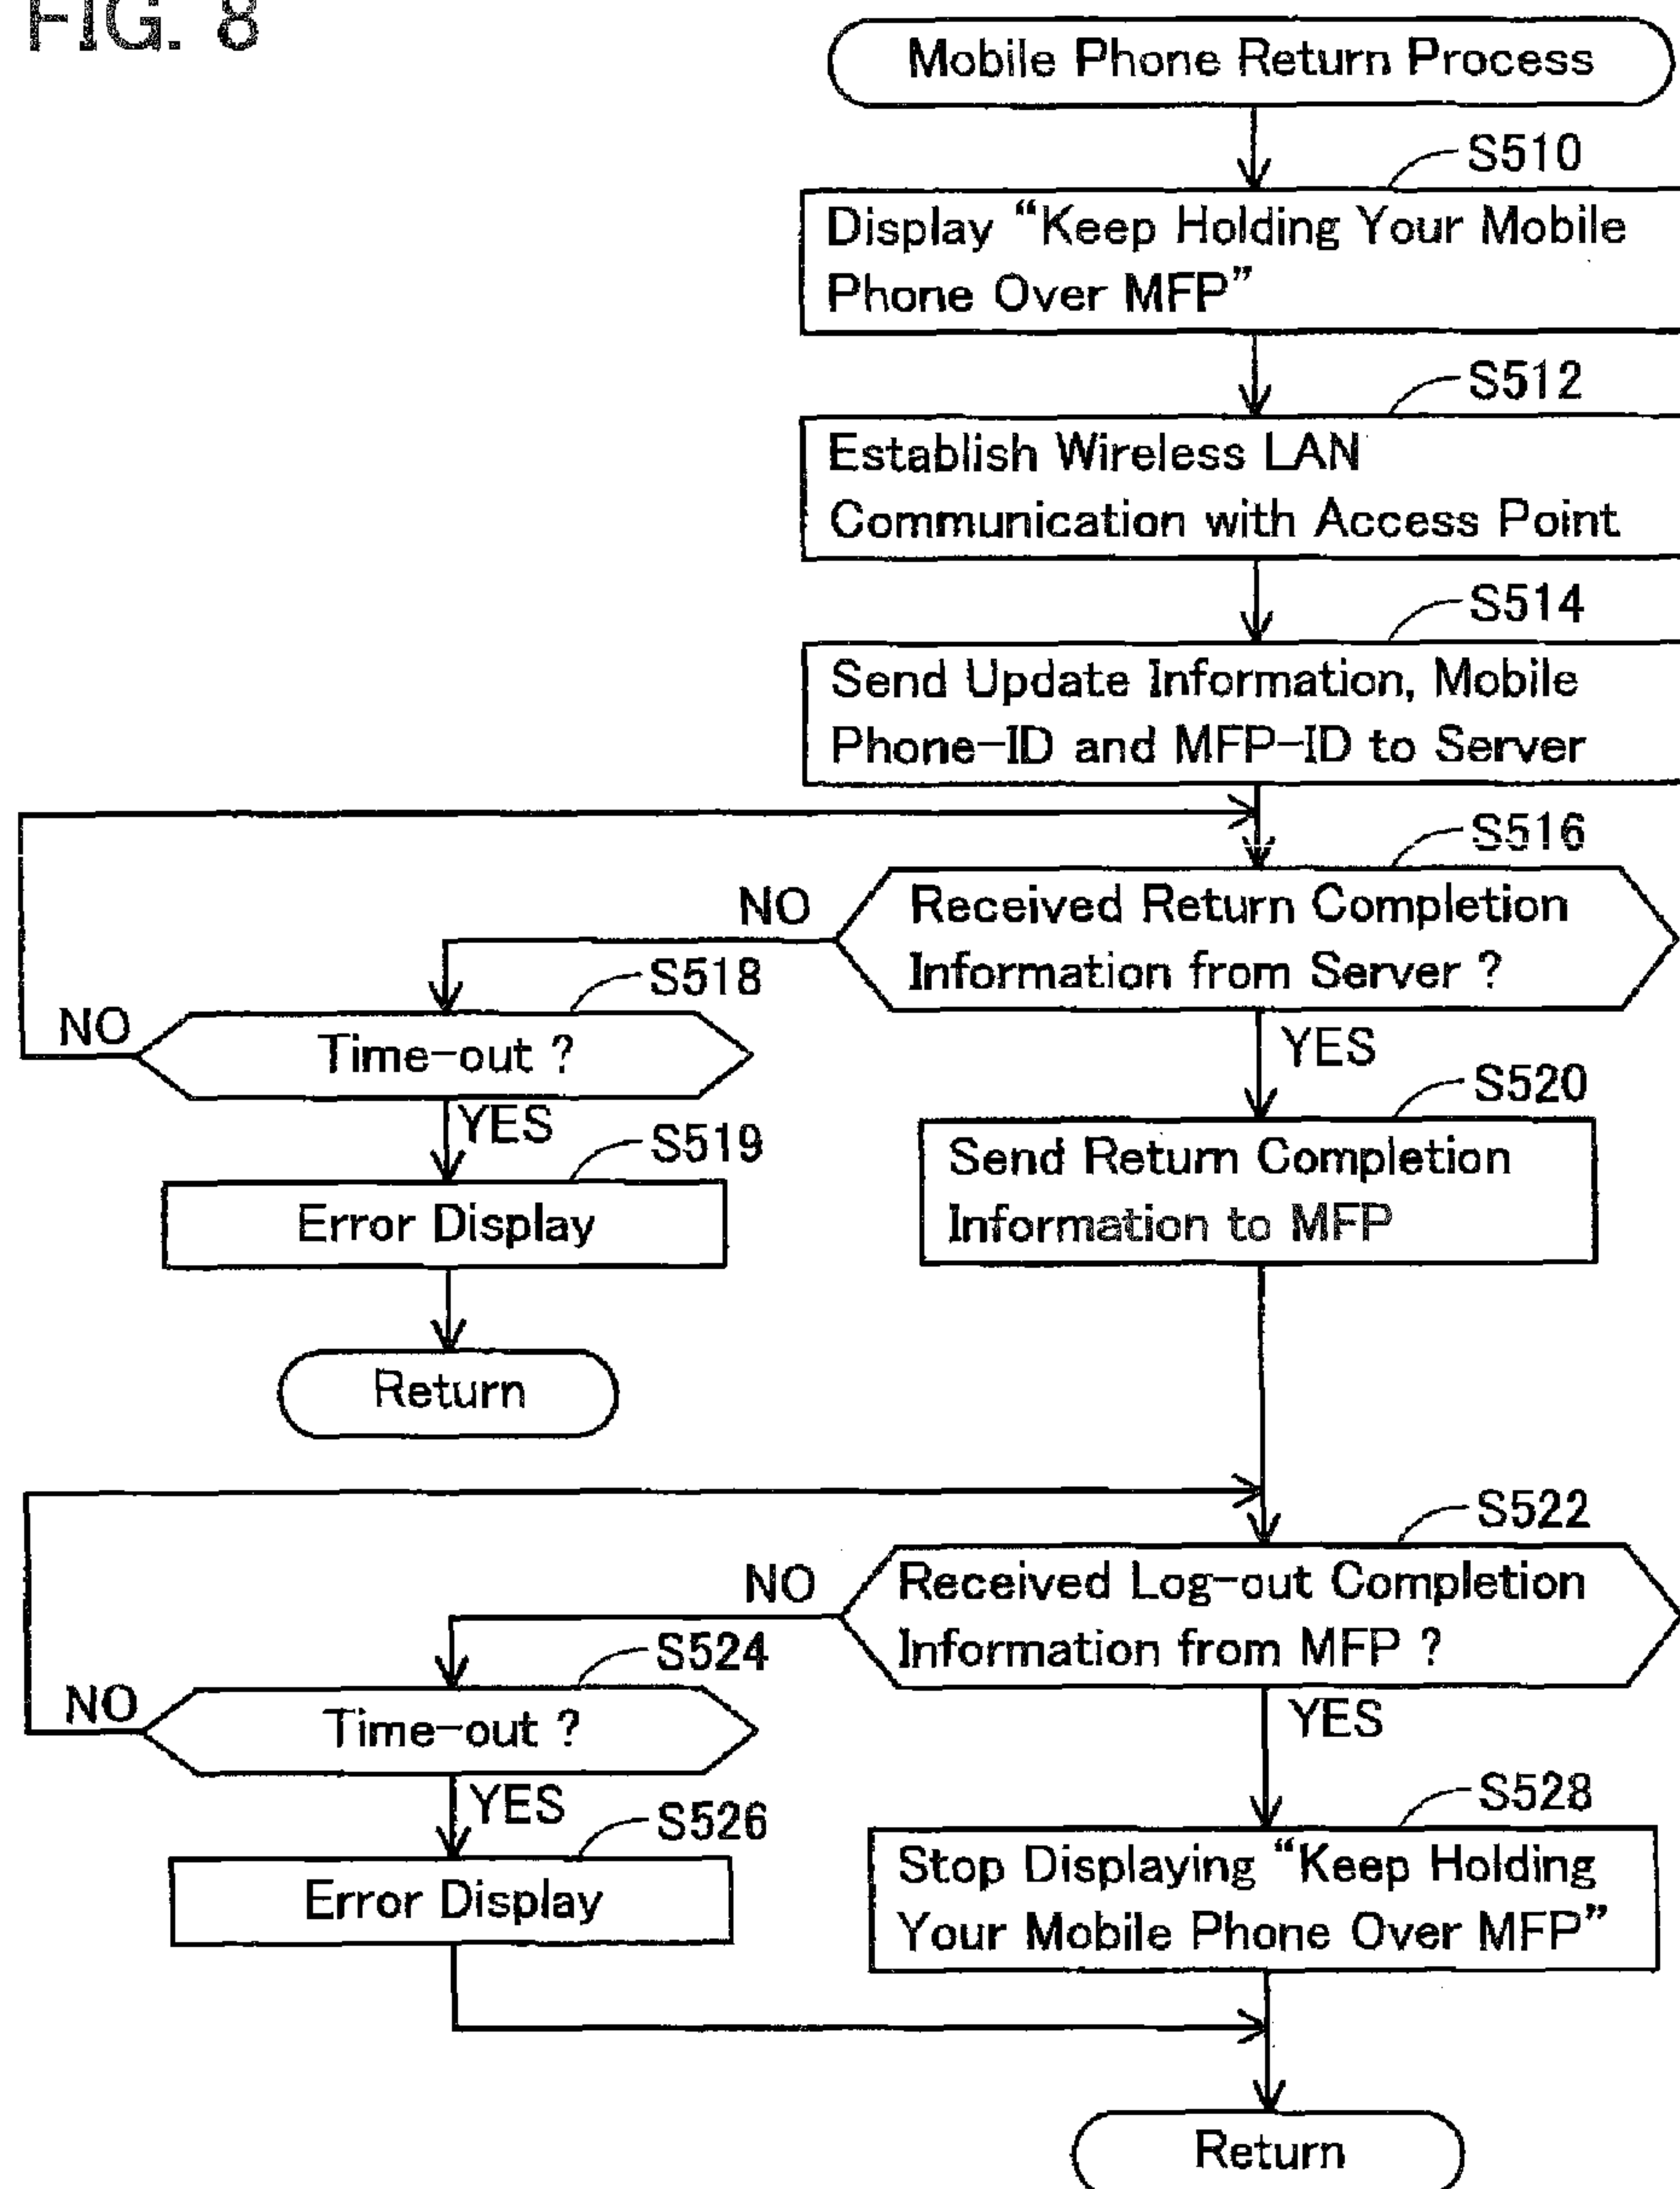 FIG. 8
Mobile Phone Return Process
S510
Display “Keep Holding Your Mobile
Phone Over MFP”
S512
Establish Wireless LAN
Communication with Access Point
S514
Send Update Information, Mobile
Phone-ID and MFP-ID to Server
S516
NO
Received Return Completion
Information from Server ?
S518
NO
Time-out ?
YES
YES
S520
S519
Send Return Completion
Information to MFP
Error Display
Return
S522
NO
Received Log-out Completion
Information from MFP ?
S524
NO
Time-out ?
YES
YES
S528
S526
Stop Displaying “Keep Holding
Your Mobile Phone Over MFP”
Error Display
Return